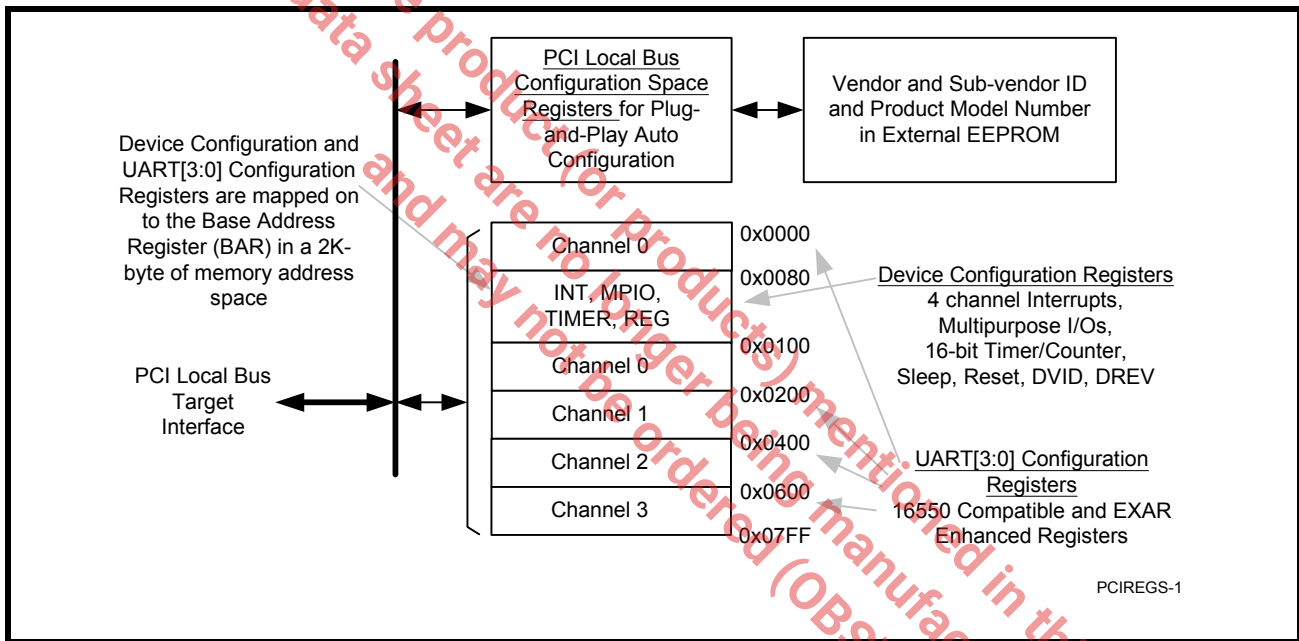 PCI Local Bus
Configuration Space
Registers for Plug-
and-Play Auto
Configuration
Vendor and Sub-vendor ID
and Product Model Number
in External EEPROM
Device Configuration and
UART[3:0] Configuration
Registers are mapped on
to the Base Address
Register (BAR) in a 2K-
byte of memory address
space
PCI Local Bus
Target
Interface
Channel 0
INT, MPIO,
TIMER, REG
Channel 0
Channel 1
Channel 2
Channel 3
0x0000
0x0080
0x0100
0x0200
0x0400
0x0600
0x07FF
Device Configuration Registers
4 channel Interrupts,
Multipurpose I/Os,
16-bit Timer/Counter,
Sleep, Reset, DVID, DREV
UART[3:0] Configuration
Registers
16550 Compatible and EXAR
Enhanced Registers
PCIREGS-1
product (or products) mentioned in
data sheet are no longer being
and may not be ordered